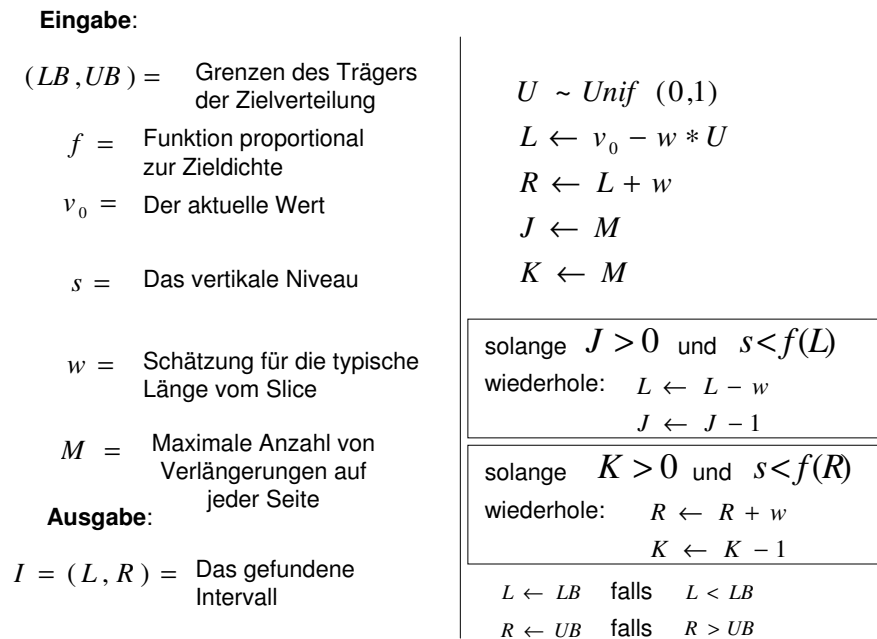 Eingabe:
(LB,UB) = Grenzen des Trägers
der Zielverteilung
f = Funktion proportional
zur Zieldichte
v₀ = Der aktuelle Wert
s = Das vertikale Niveau
w = Schätzung für die typische
Länge vom Slice
M = Maximale Anzahl von
Verlängerungen auf
jeder Seite
Ausgabe:
I = (L, R) = Das gefundene
Intervall
U ~ Unif (0,1)
L ← v₀ − w * U
R ← L + w
J ← M
K ← M
solange J > 0 und s<f(L)
wiederhole: L ← L − w
J ← J − 1
solange K > 0 und s<f(R)
wiederhole: R ← R + w
K ← K − 1
L ← LB falls L < LB
R ← UB falls R > UB